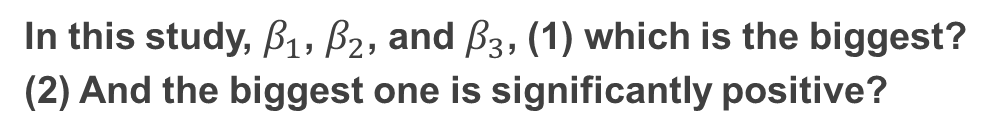 In this study, β₁, β₂, and β₃, (1) which is the biggest?
(2) And the biggest one is significantly positive?